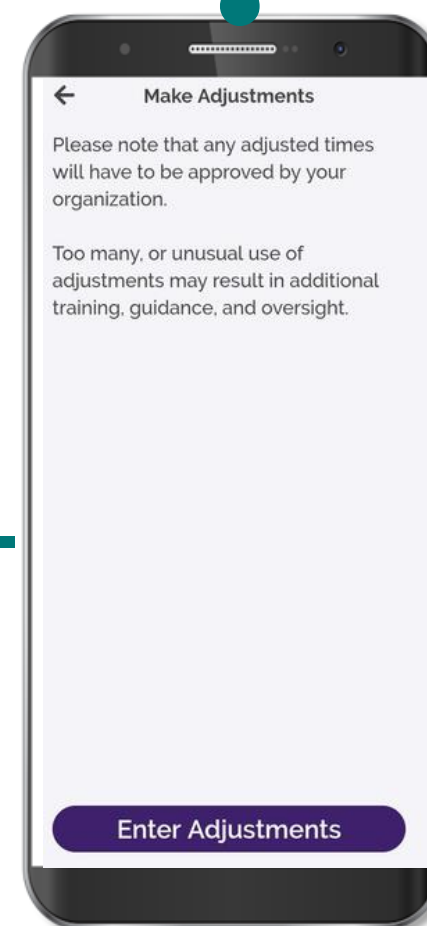 Make Adjustments
Please note that any adjusted times
will have to be approved by your
organization.
Too many, or unusual use of
adjustments may result in additional
training, guidance, and oversight.
Enter Adjustments